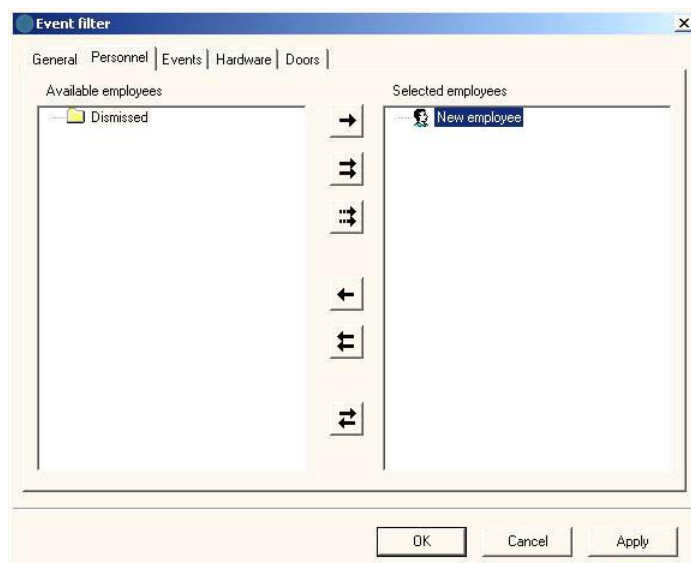 Event filter
General Personnel Events Hardware Doors
Available employees
Selected employees
Dismissed
New employee
OK Cancel Apply